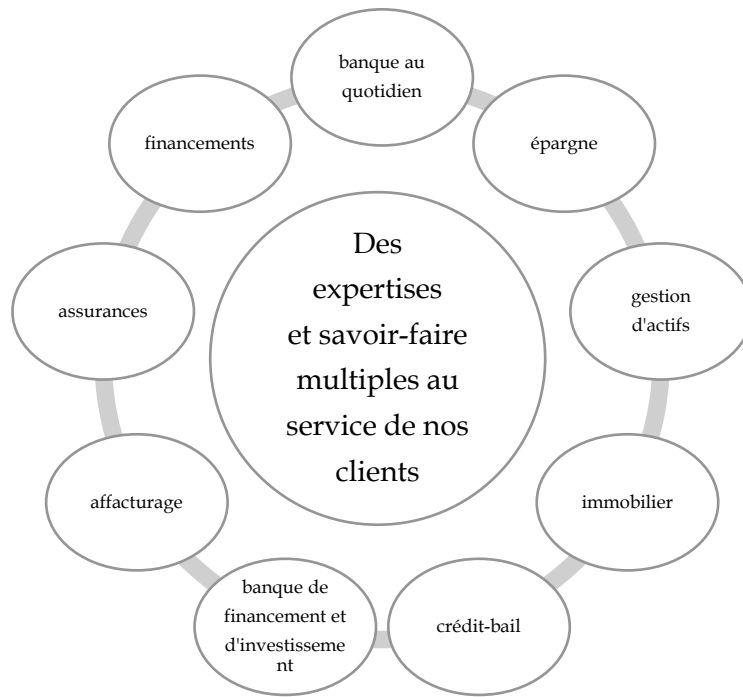 banque au
quotidien
épargne
gestion
d'actifs
immobilier
crédit-bail
banque de
financement et
d'investisseme
nt
affacturage
assurances
financements
Des
expertises
et savoir-faire
multiples au
service de nos
clients